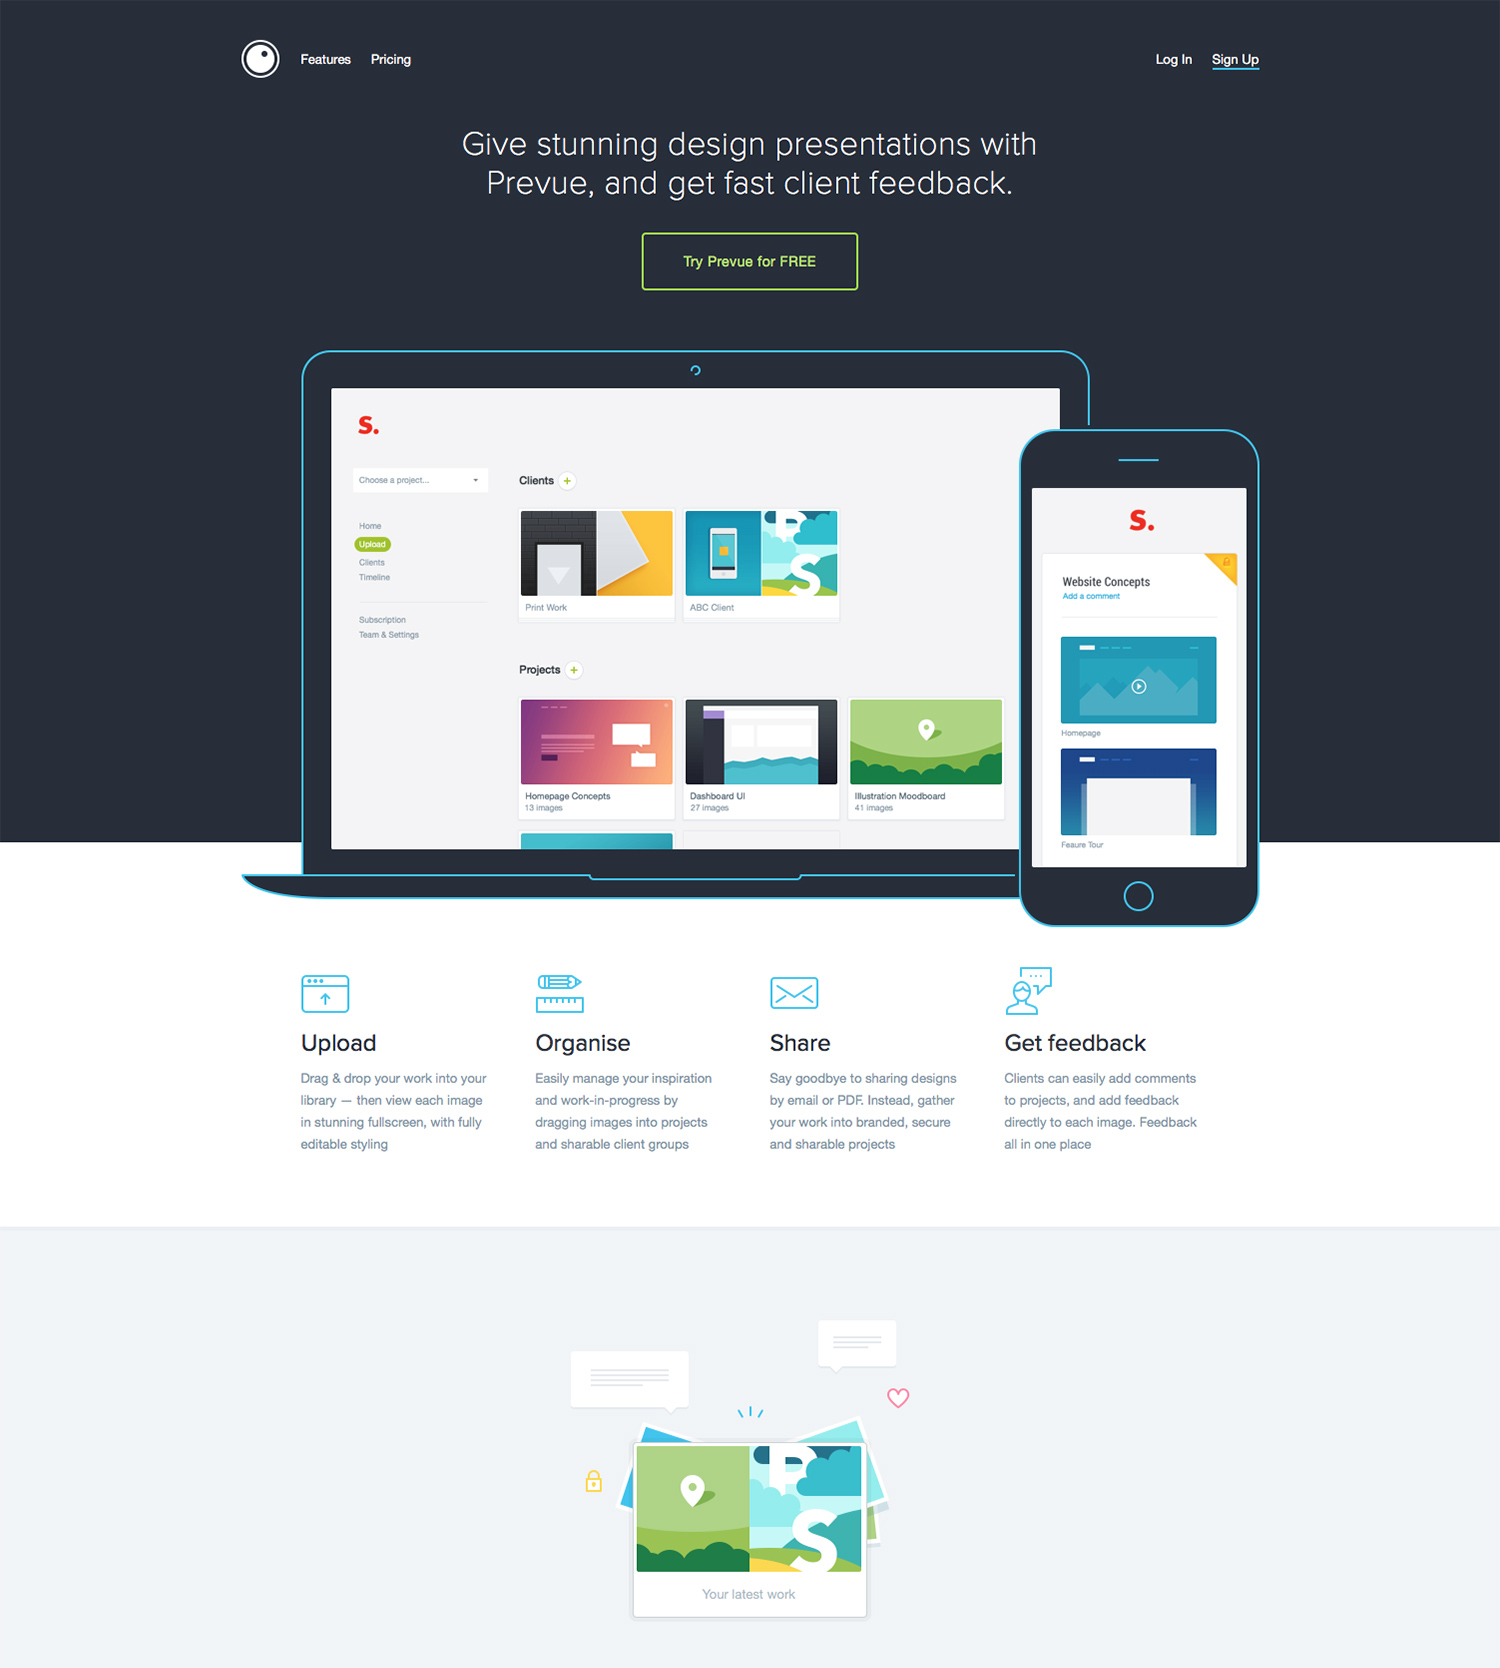 Features Pricing Log In Sign Up
Give stunning design presentations with
Prevue, and get fast client feedback.
Try Prevue for FREE
S.
Choose a project...
Home
Upload
Clients
Timeline
Subscription
Team & Settings
Clients +
Print Work
ABC Client
P
S
Projects +
Homepage Concepts
13 images
Dashboard UI
27 images
Illustration Moodboard
41 images
S.
Website Concepts
Add a comment
Homepage
Feaure Tour
Upload
Drag & drop your work into your
library — then view each image
in stunning fullscreen, with fully
editable styling
Organise
Easily manage your inspiration
and work-in-progress by
dragging images into projects
and sharable client groups
Share
Say goodbye to sharing designs
by email or PDF. Instead, gather
your work into branded, secure
and sharable projects
Get feedback
Clients can easily add comments
to projects, and add feedback
directly to each image. Feedback
all in one place
P
S
Your latest work